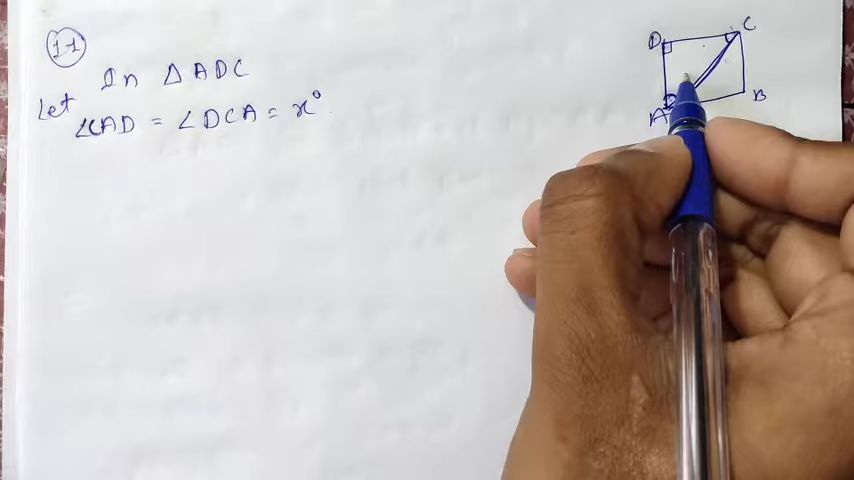 11
In △ADC
Let ∠CAD = ∠DCA = x°
D C
A B